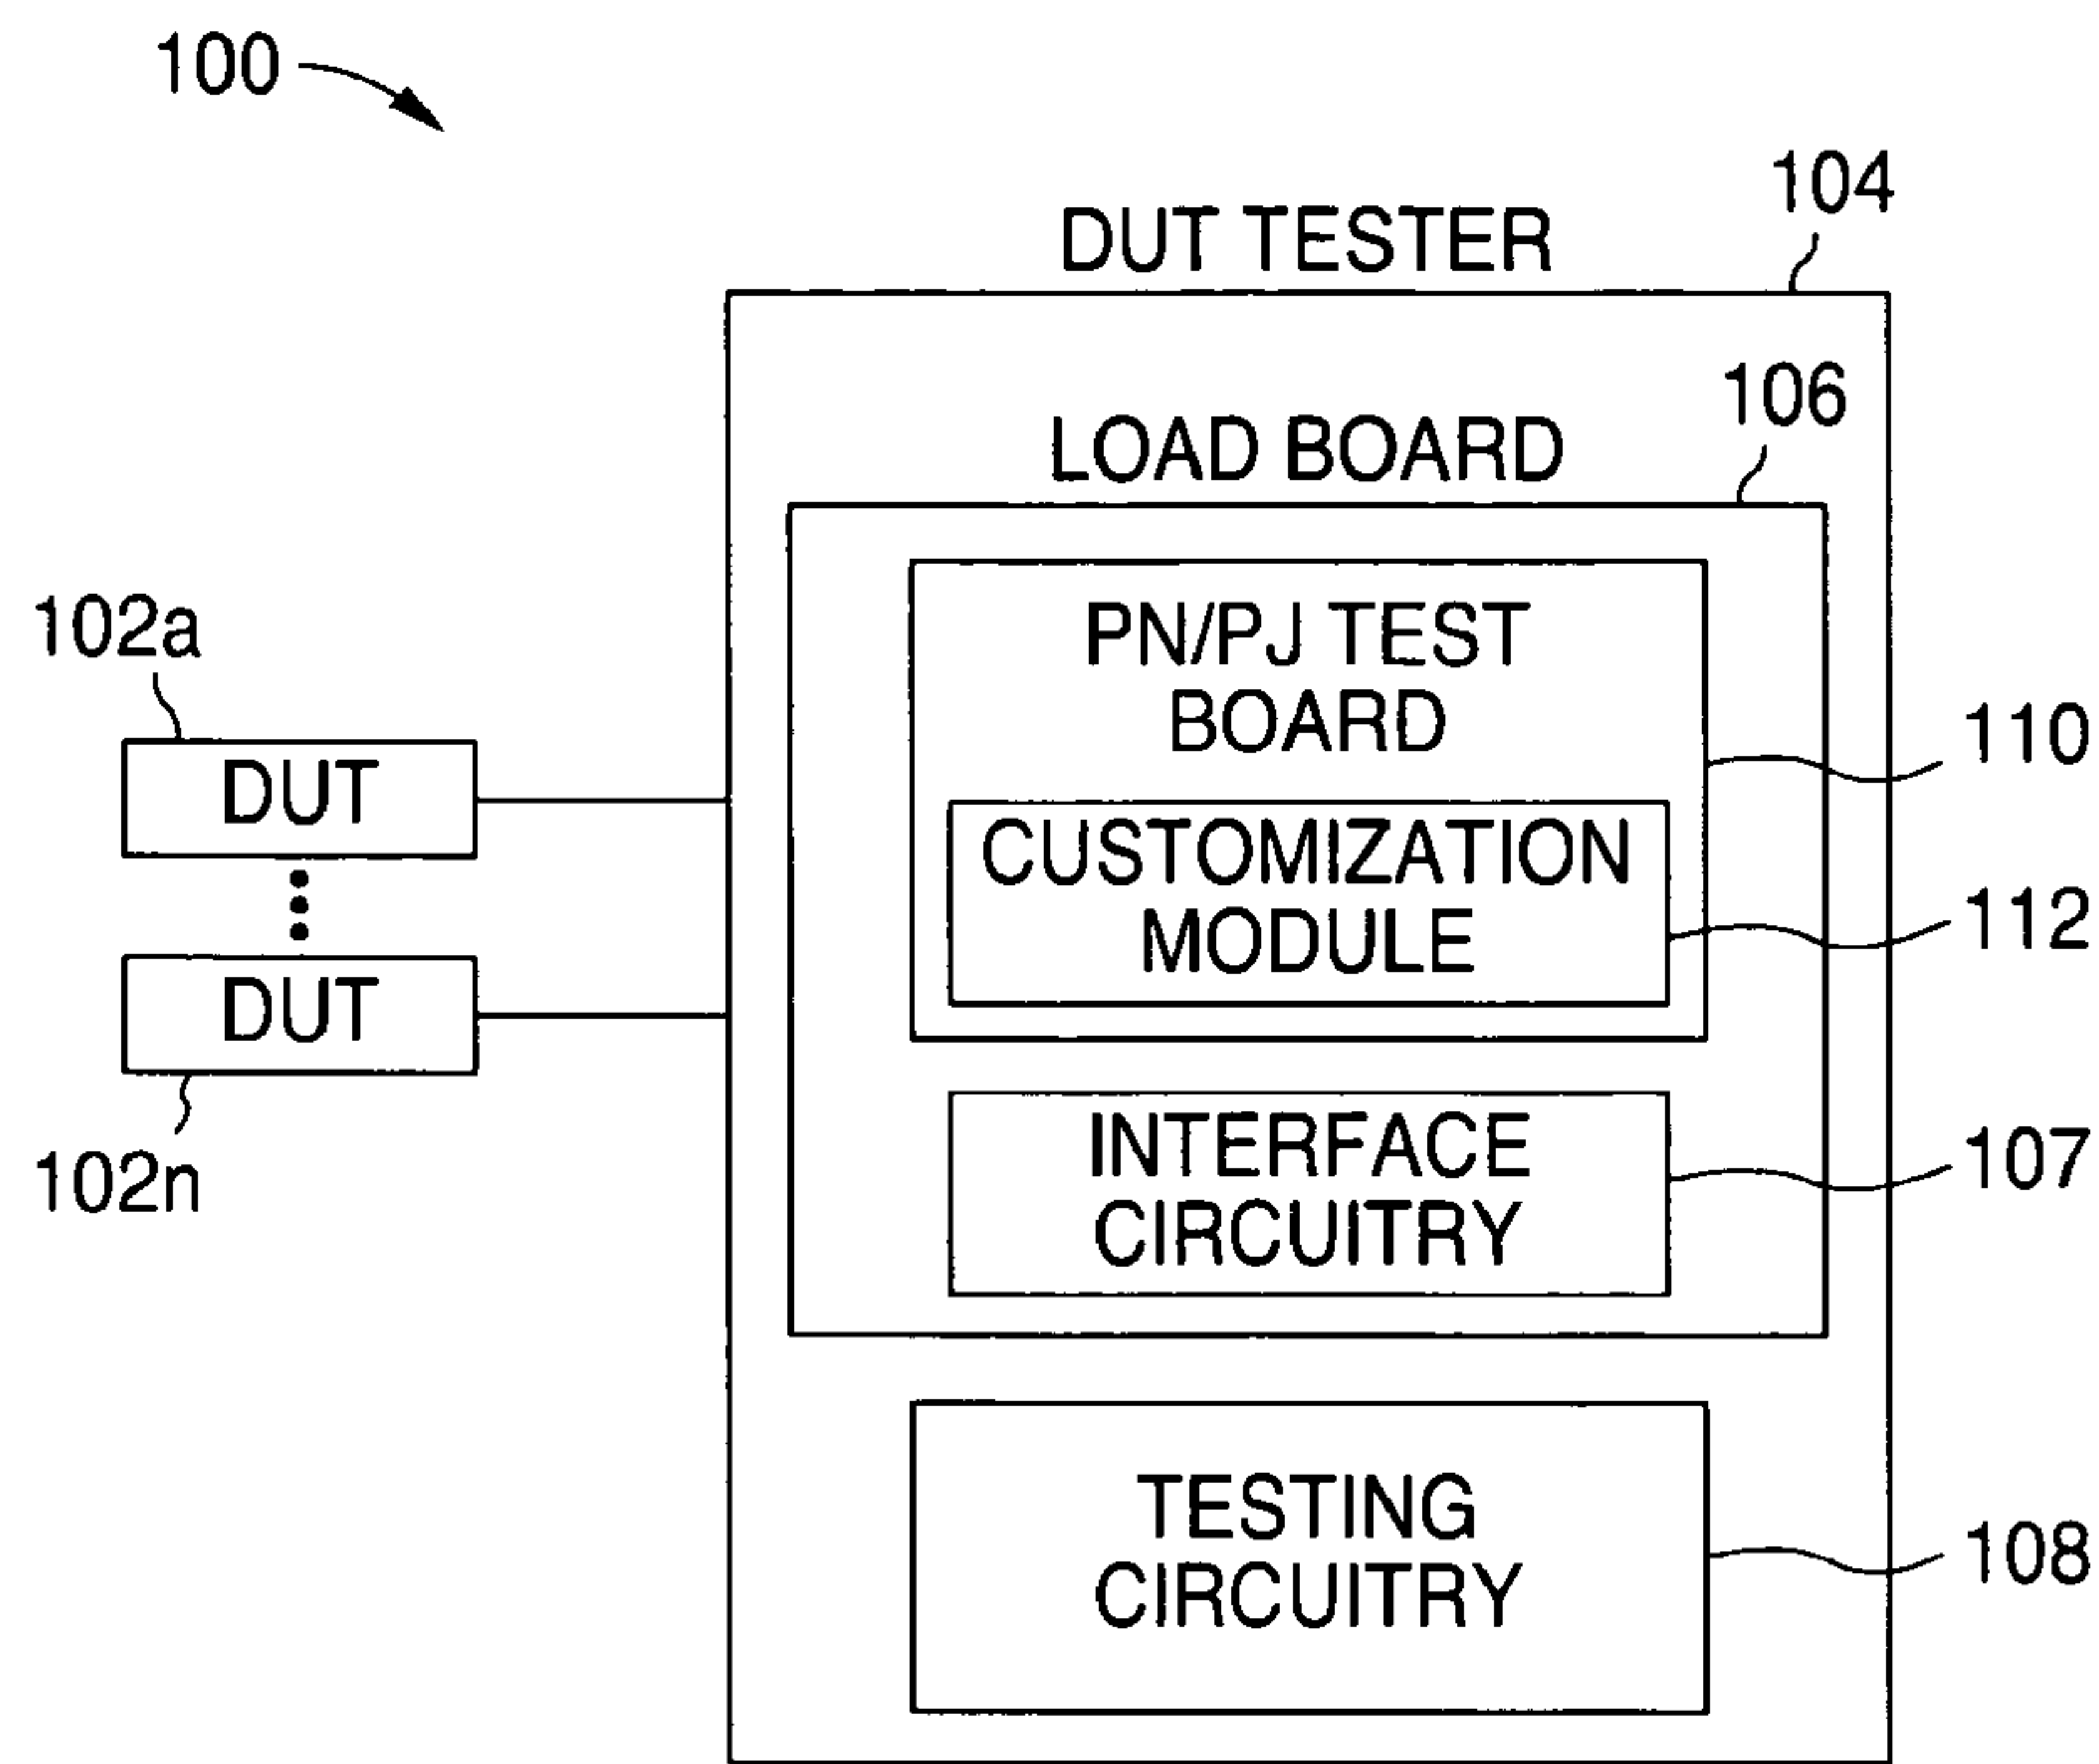 100
104
DUT TESTER
106
LOAD BOARD
PN/PJ TEST
BOARD
102a
110
DUT
CUSTOMIZATION
MODULE
112
DUT
102n
INTERFACE
CIRCUITRY
107
TESTING
CIRCUITRY
108